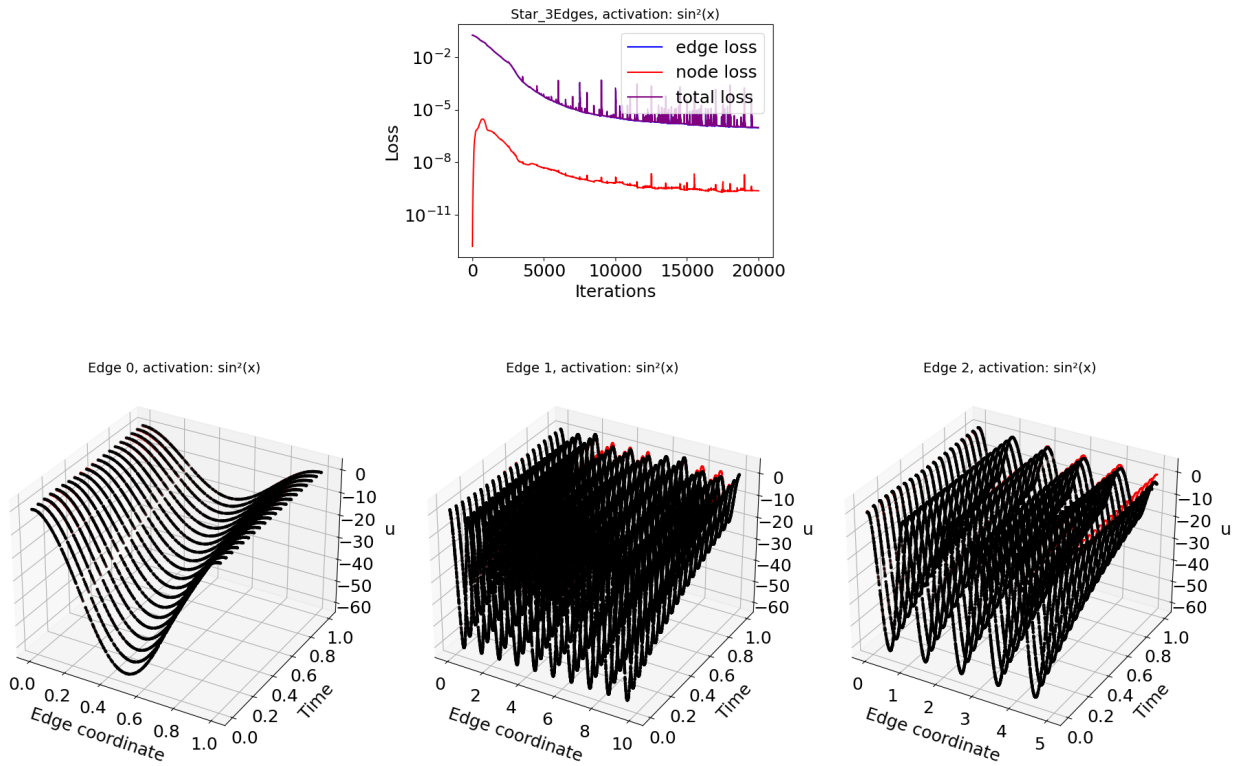 Star_3Edges, activation: sin²(x)
edge loss
node loss
total loss
10⁻²
10⁻⁵
10⁻⁸
10⁻¹¹
Loss
0 5000 10000 15000 20000
Iterations
Edge 0, activation: sin²(x)
0
−10
−20
−30
−40
−50
−60
u
0.0 0.2 0.4 0.6 0.8 1.0
Edge coordinate
0.0 0.2 0.4 0.6 0.8 1.0
Time
Edge 1, activation: sin²(x)
0
−10
−20
−30
−40
−50
−60
u
0 2 4 6 8 10
Edge coordinate
0.0 0.2 0.4 0.6 0.8 1.0
Time
Edge 2, activation: sin²(x)
0
−10
−20
−30
−40
−50
−60
u
0 1 2 3 4 5
Edge coordinate
0.0 0.2 0.4 0.6 0.8 1.0
Time